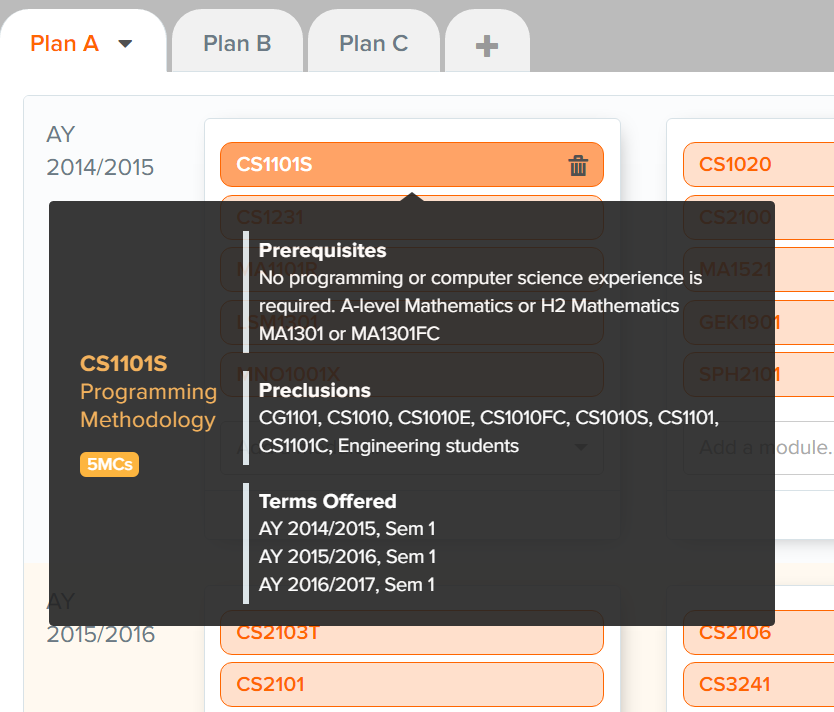 Plan A
Plan B
Plan C
AY
2014/2015
CS1101S
CS1020
CS1231
CS2100
MA1101R
MA1521
GEK1901
MNO1001X
SPH2101
Add a module.
CS1101S
Programming
Methodology
5MCs
Prerequisites
No programming or computer science experience is
required. A-level Mathematics or H2 Mathematics
MA1301 or MA1301FC
Preclusions
CG1101, CS1010, CS1010E, CS1010FC, CS1010S, CS1101,
CS1101C, Engineering students
Terms Offered
AY 2014/2015, Sem 1
AY 2015/2016, Sem 1
AY 2016/2017, Sem 1
AY
2015/2016
CS2103T
CS2106
CS2101
CS3241